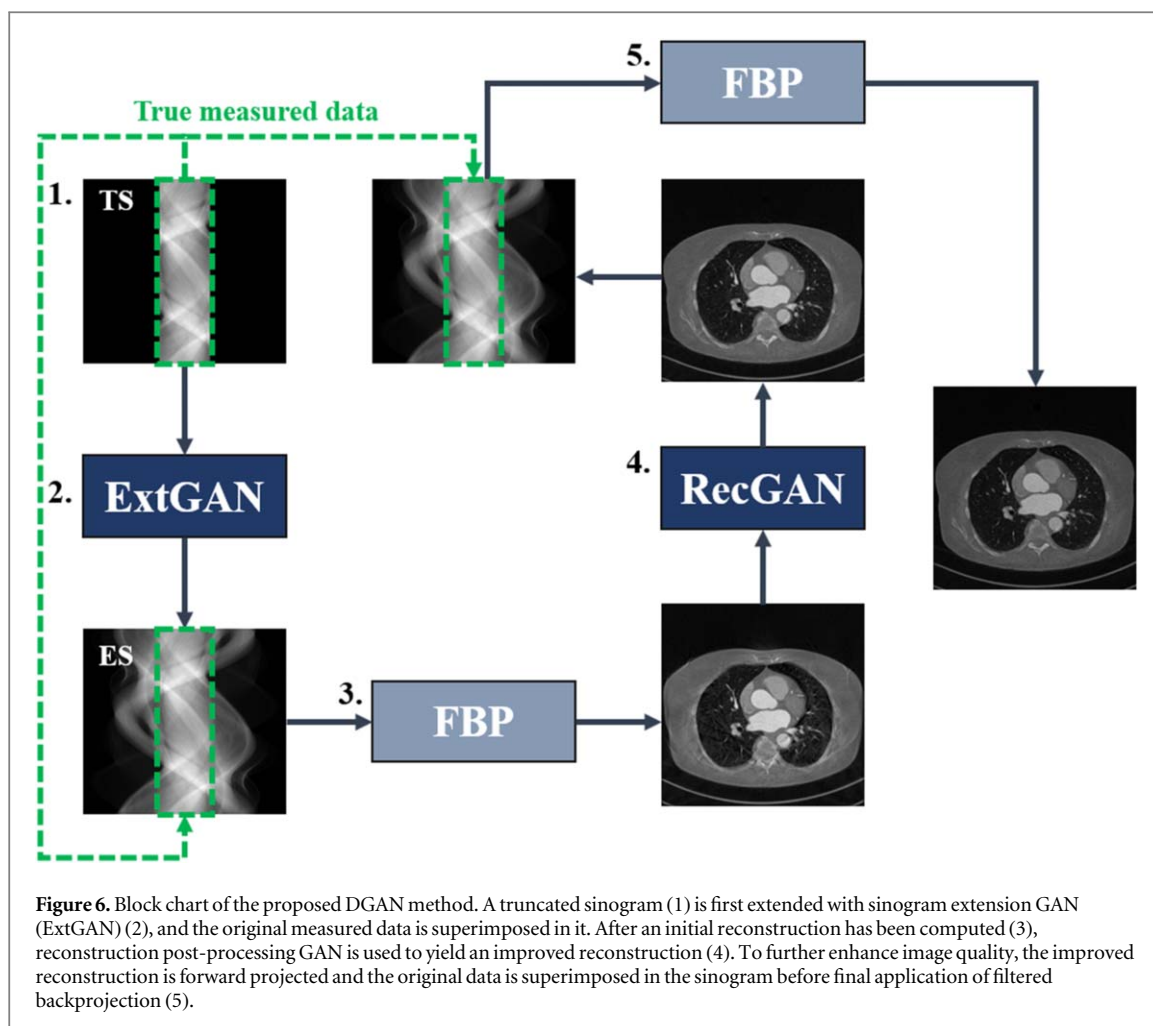 5.
FBP
True measured data
1.
TS
4.
RecGAN
2.
ExtGAN
ES
3.
FBP
Figure 6. Block chart of the proposed DGAN method. A truncated sinogram (1) is first extended with sinogram extension GAN
(ExtGAN) (2), and the original measured data is superimposed in it. After an initial reconstruction has been computed (3),
reconstruction post-processing GAN is used to yield an improved reconstruction (4). To further enhance image quality, the improved
reconstruction is forward projected and the original data is superimposed in the sinogram before final application of filtered
backprojection (5).